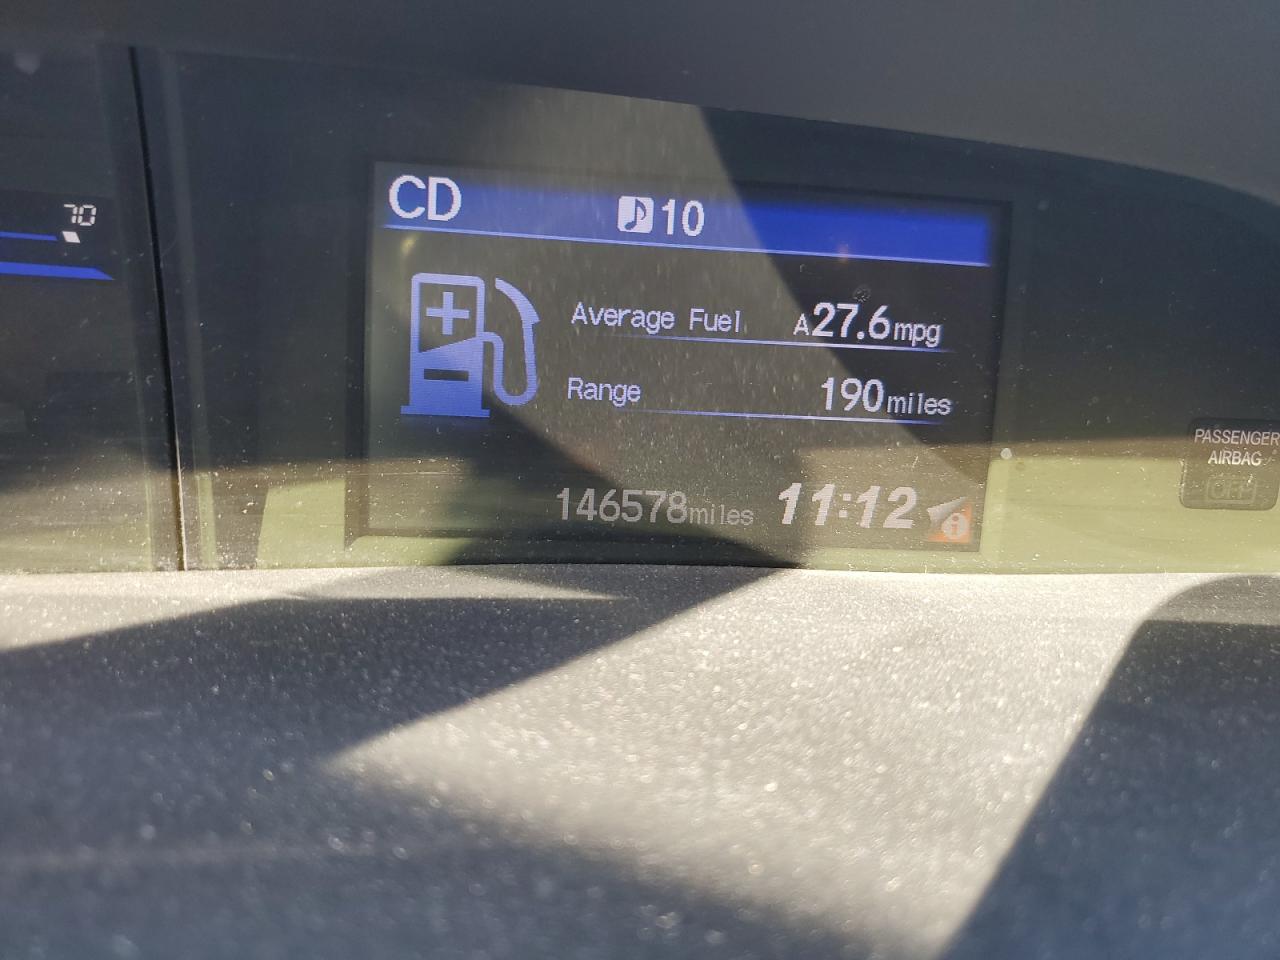 70
CD
10
Average Fuel A27.6mpg
Range 190miles
146578miles 11:12
PASSENGER
AIRBAG
OFF